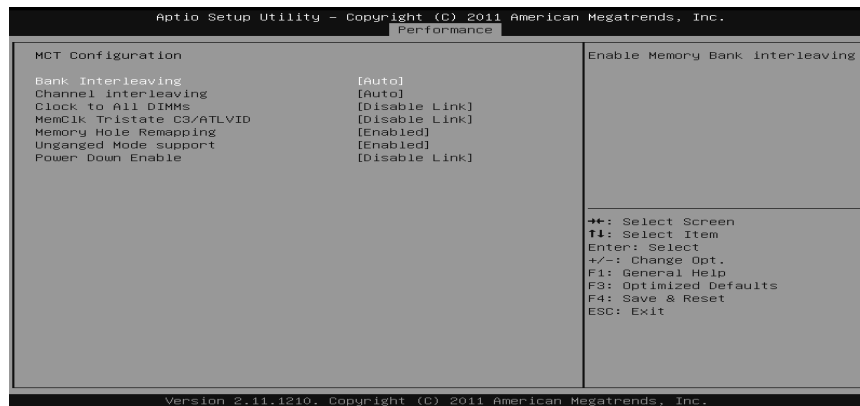 Aptio Setup Utility – Copyright (C) 2011 American Megatrends, Inc.
Performance
MCT Configuration
Bank Interleaving [Auto]
Channel interleaving [Auto]
Clock to All DIMMs [Disable Link]
MemClk Tristate C3/ATLVID [Disable Link]
Memory Hole Remapping [Enabled]
Unganged Mode support [Enabled]
Power Down Enable [Disable Link]
Enable Memory Bank interleaving
→←: Select Screen
↑↓: Select Item
Enter: Select
+/-: Change Opt.
F1: General Help
F3: Optimized Defaults
F4: Save & Reset
ESC: Exit
Version 2.11.1210. Copyright (C) 2011 American Megatrends, Inc.